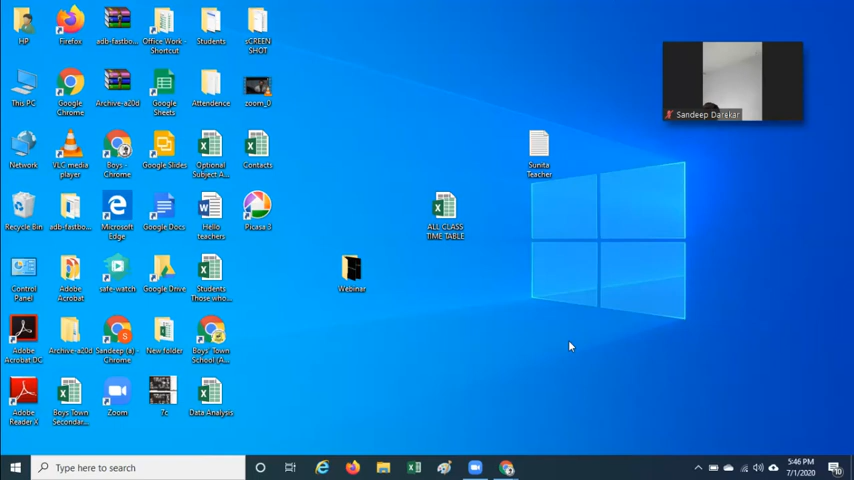 HP
Firefox
adb-fastbo...
Office Work -
Shortcut
Students
sCREEN
SHOT
This PC
Google
Chrome
Archive-a20d
Google
Sheets
Attendence
zoom_0
Network
VLC media
player
Boys -
Chrome
Google Slides
Optional
Subject A...
Contacts
Recycle Bin
adb-fastbo...
Microsoft
Edge
Google Docs
Hello
teachers
Picasa 3
Control
Panel
Adobe
Acrobat
safe-watch
Google Drive
Students
Those who...
Adobe
Acrobat DC
Archive-a20d
Sandeep (a) -
Chrome
New folder
Boys' Town
School (A...
Adobe
Reader X
Boys Town
Secondar...
Zoom
7c
Data Analysis
Webinar
ALL CLASS
TIME TABLE
Sunita
Teacher
Sandeep Darekar
Type here to search
5:46 PM
7/1/2020
10